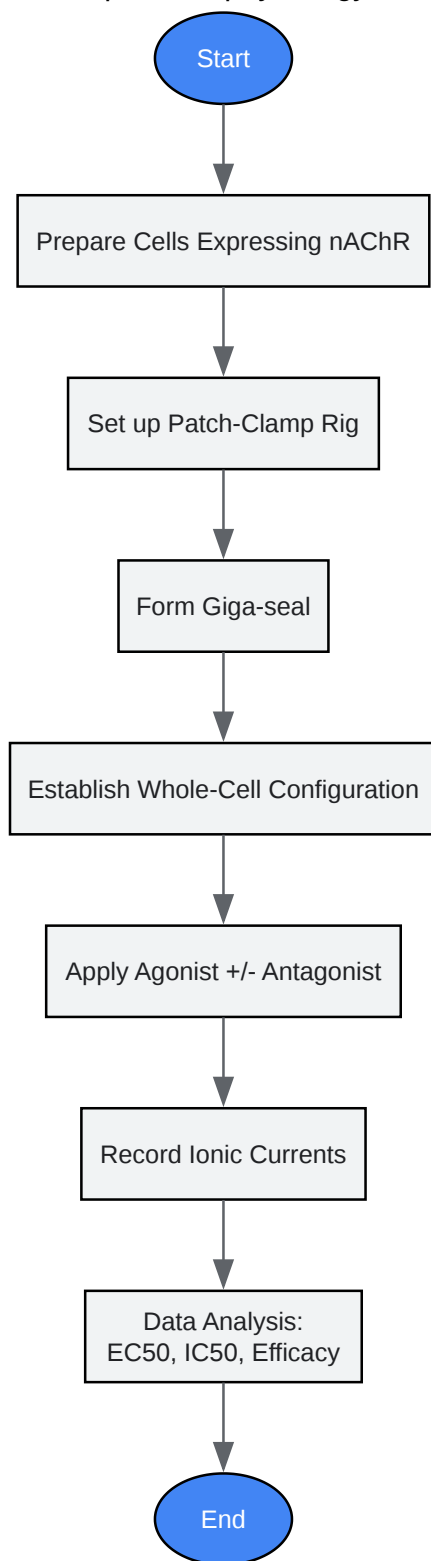 Start
Prepare Cells Expressing nAChR
Set up Patch-Clamp Rig
Form Giga-seal
Establish Whole-Cell Configuration
Apply Agonist +/- Antagonist
Record Ionic Currents
Data Analysis:
EC50, IC50, Efficacy
End